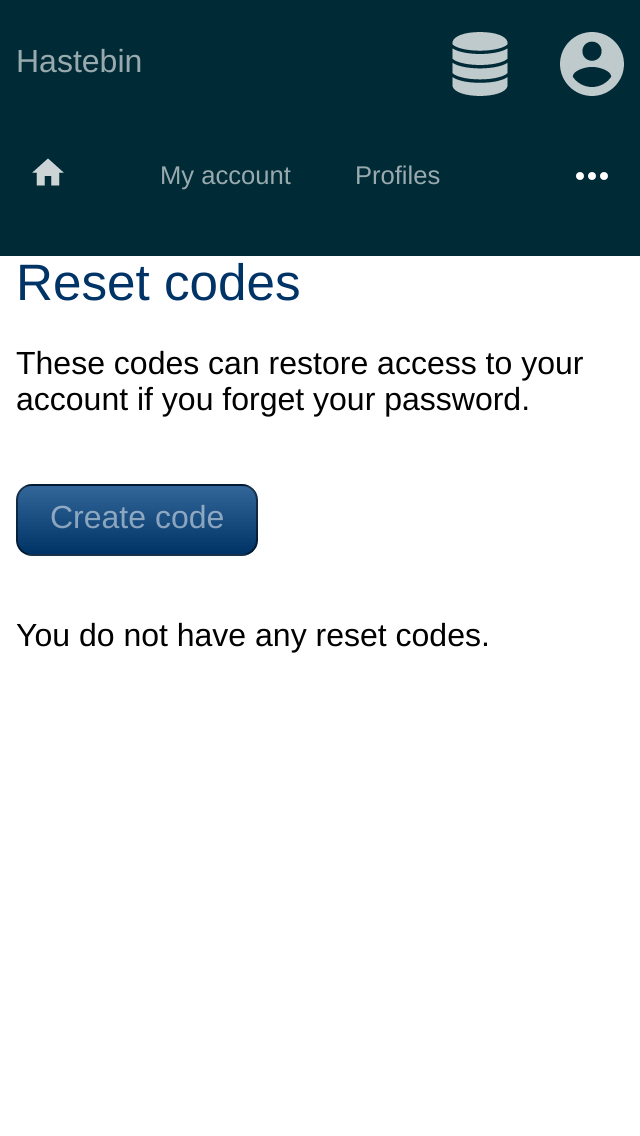 Hastebin
My account Profiles
Reset codes
These codes can restore access to your
account if you forget your password.
Create code
You do not have any reset codes.